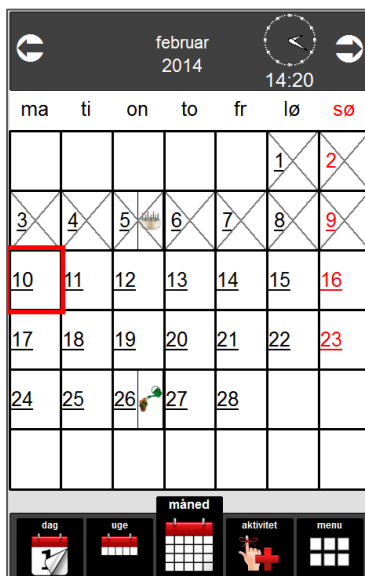 februar
2014
14:20
ma ti on to fr lø sø
1 2
3 4 5 6 7 8 9
10 11 12 13 14 15 16
17 18 19 20 21 22 23
24 25 26 27 28
måned
dag uge aktivitet menu
1